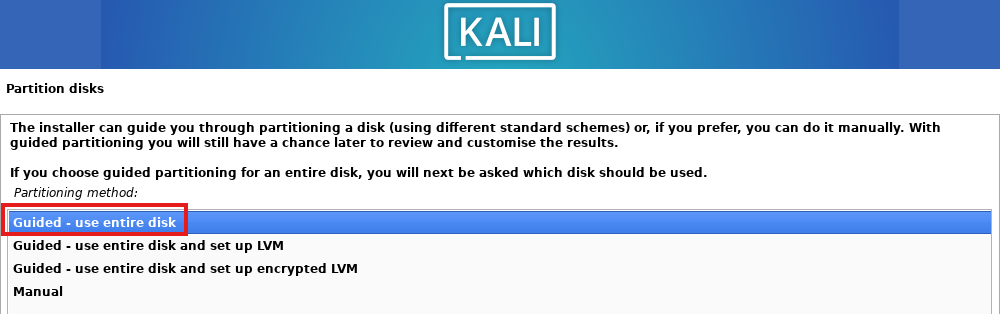 KALI
Partition disks
The installer can guide you through partitioning a disk (using different standard schemes) or, if you prefer, you can do it manually. With
guided partitioning you will still have a chance later to review and customise the results.
If you choose guided partitioning for an entire disk, you will next be asked which disk should be used.
Partitioning method:
Guided - use entire disk
Guided - use entire disk and set up LVM
Guided - use entire disk and set up encrypted LVM
Manual